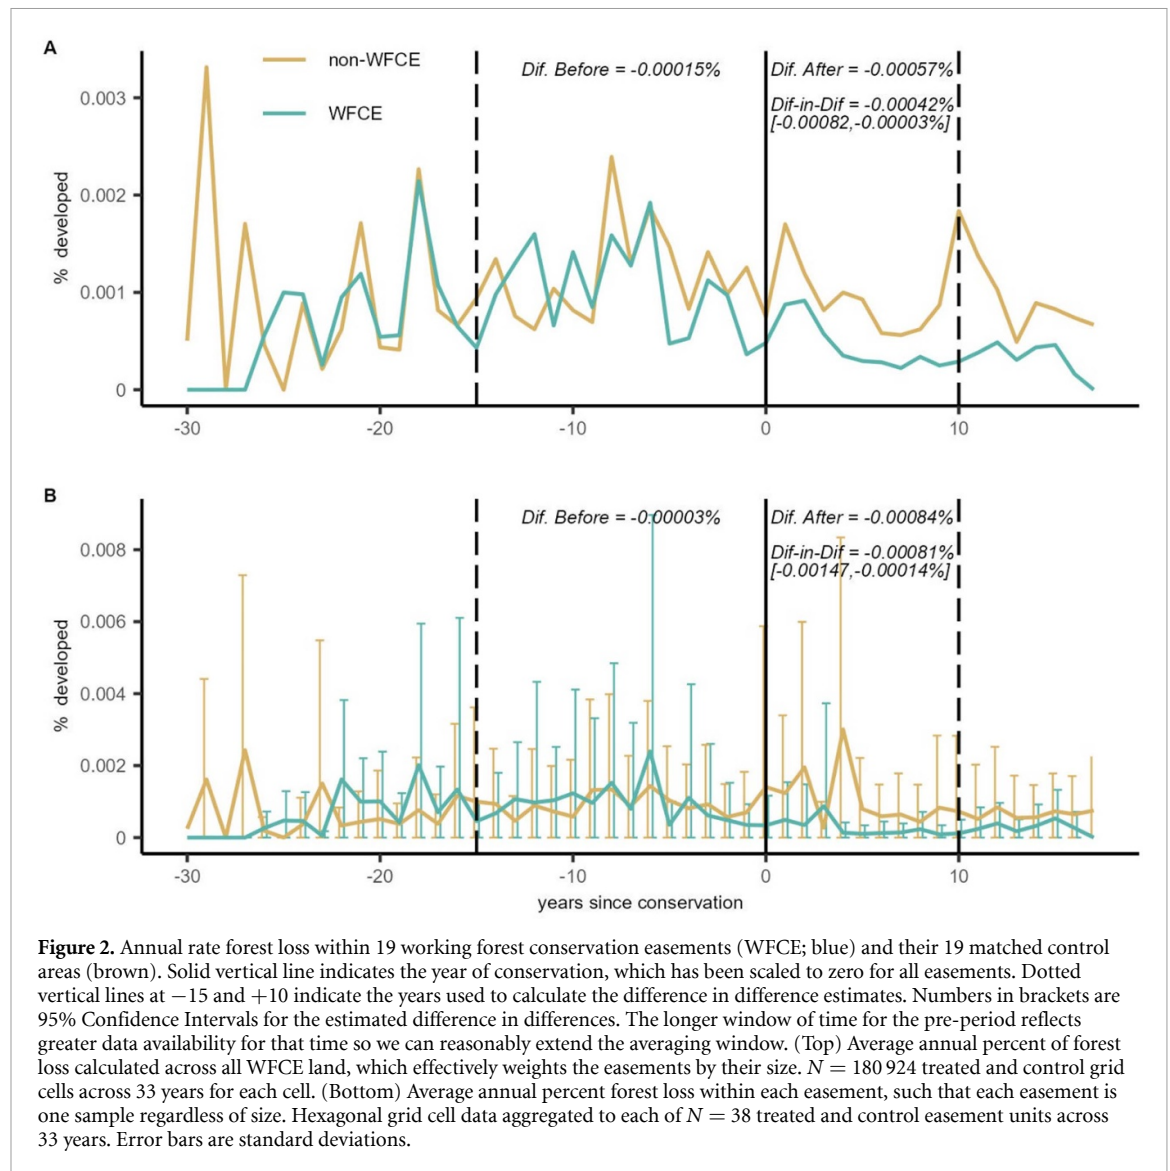 A
non-WFCE
WFCE
Dif. Before = -0.00015%
Dif. After = -0.00057%
Dif-in-Dif = -0.00042%
[-0.00082,-0.00003%]
% developed
0.003
0.002
0.001
0
-30
-20
-10
0
10
B
Dif. Before = -0.00003%
Dif. After = -0.00084%
Dif-in-Dif = -0.00081%
[-0.00147,-0.00014%]
% developed
0.008
0.006
0.004
0.002
0
-30
-20
-10
0
10
years since conservation
Figure 2. Annual rate forest loss within 19 working forest conservation easements (WFCE; blue) and their 19 matched control
areas (brown). Solid vertical line indicates the year of conservation, which has been scaled to zero for all easements. Dotted
vertical lines at −15 and +10 indicate the years used to calculate the difference in difference estimates. Numbers in brackets are
95% Confidence Intervals for the estimated difference in differences. The longer window of time for the pre-period reflects
greater data availability for that time so we can reasonably extend the averaging window. (Top) Average annual percent of forest
loss calculated across all WFCE land, which effectively weights the easements by their size. N = 180 924 treated and control grid
cells across 33 years for each cell. (Bottom) Average annual percent forest loss within each easement, such that each easement is
one sample regardless of size. Hexagonal grid cell data aggregated to each of N = 38 treated and control easement units across
33 years. Error bars are standard deviations.